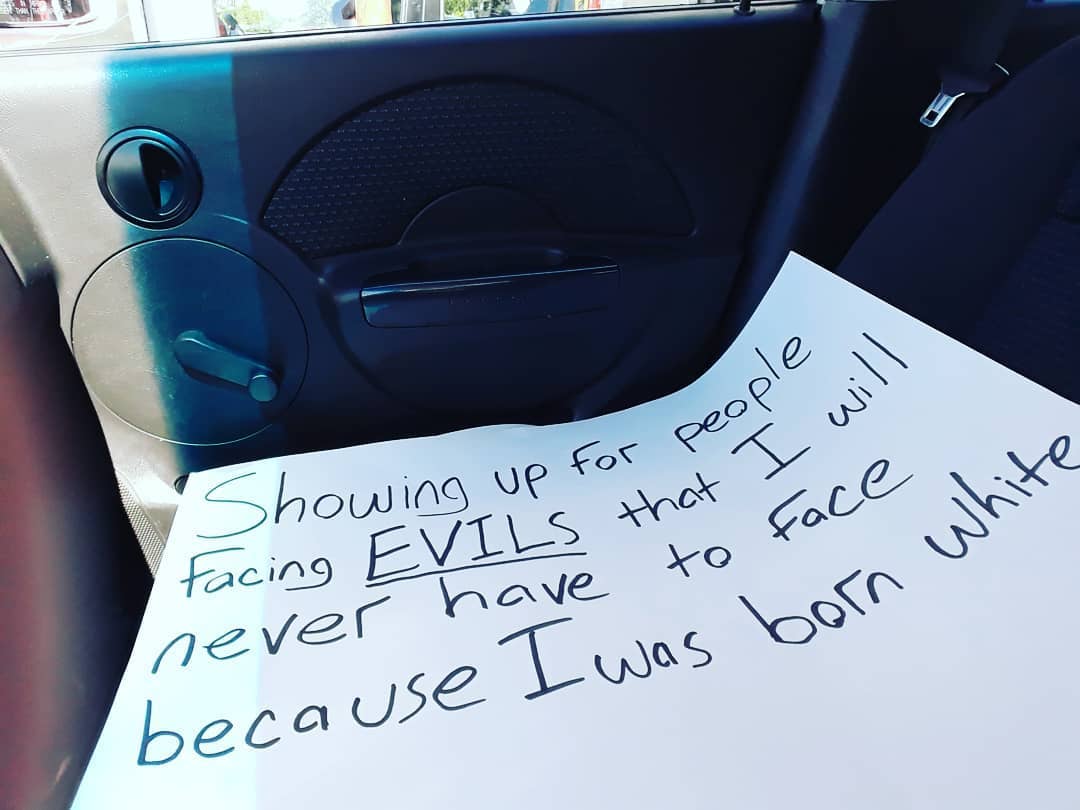 Showing up for people
facing EVILS that I will
never have to face
because I was born white